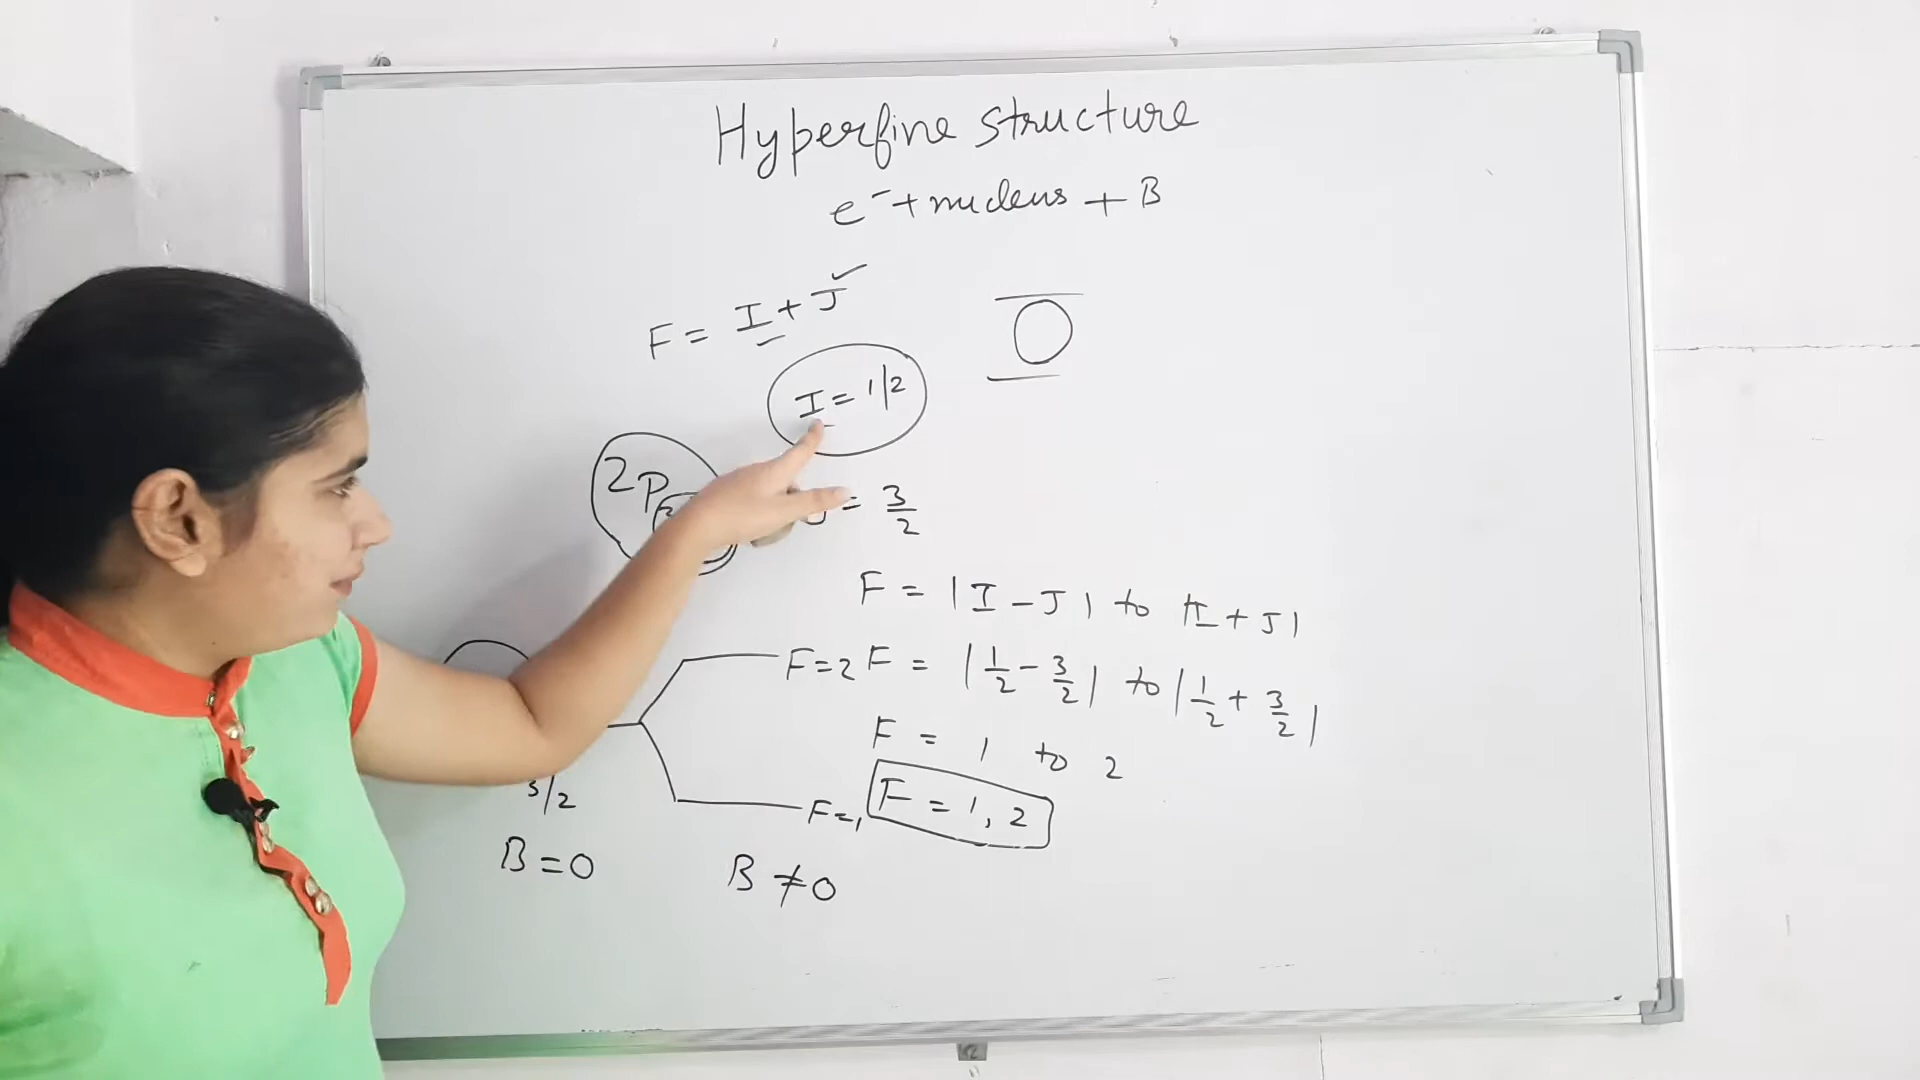 Hyperfine structure
e⁻ + nucleus + B
F = I + J ✓
I = 1/2
2P
= 3/2
F = |I - J| to |I + J|
F=2
F = |1/2 - 3/2| to |1/2 + 3/2|
F = 1 to 2
3/2
F=1
F = 1, 2
B = 0
B ≠ 0